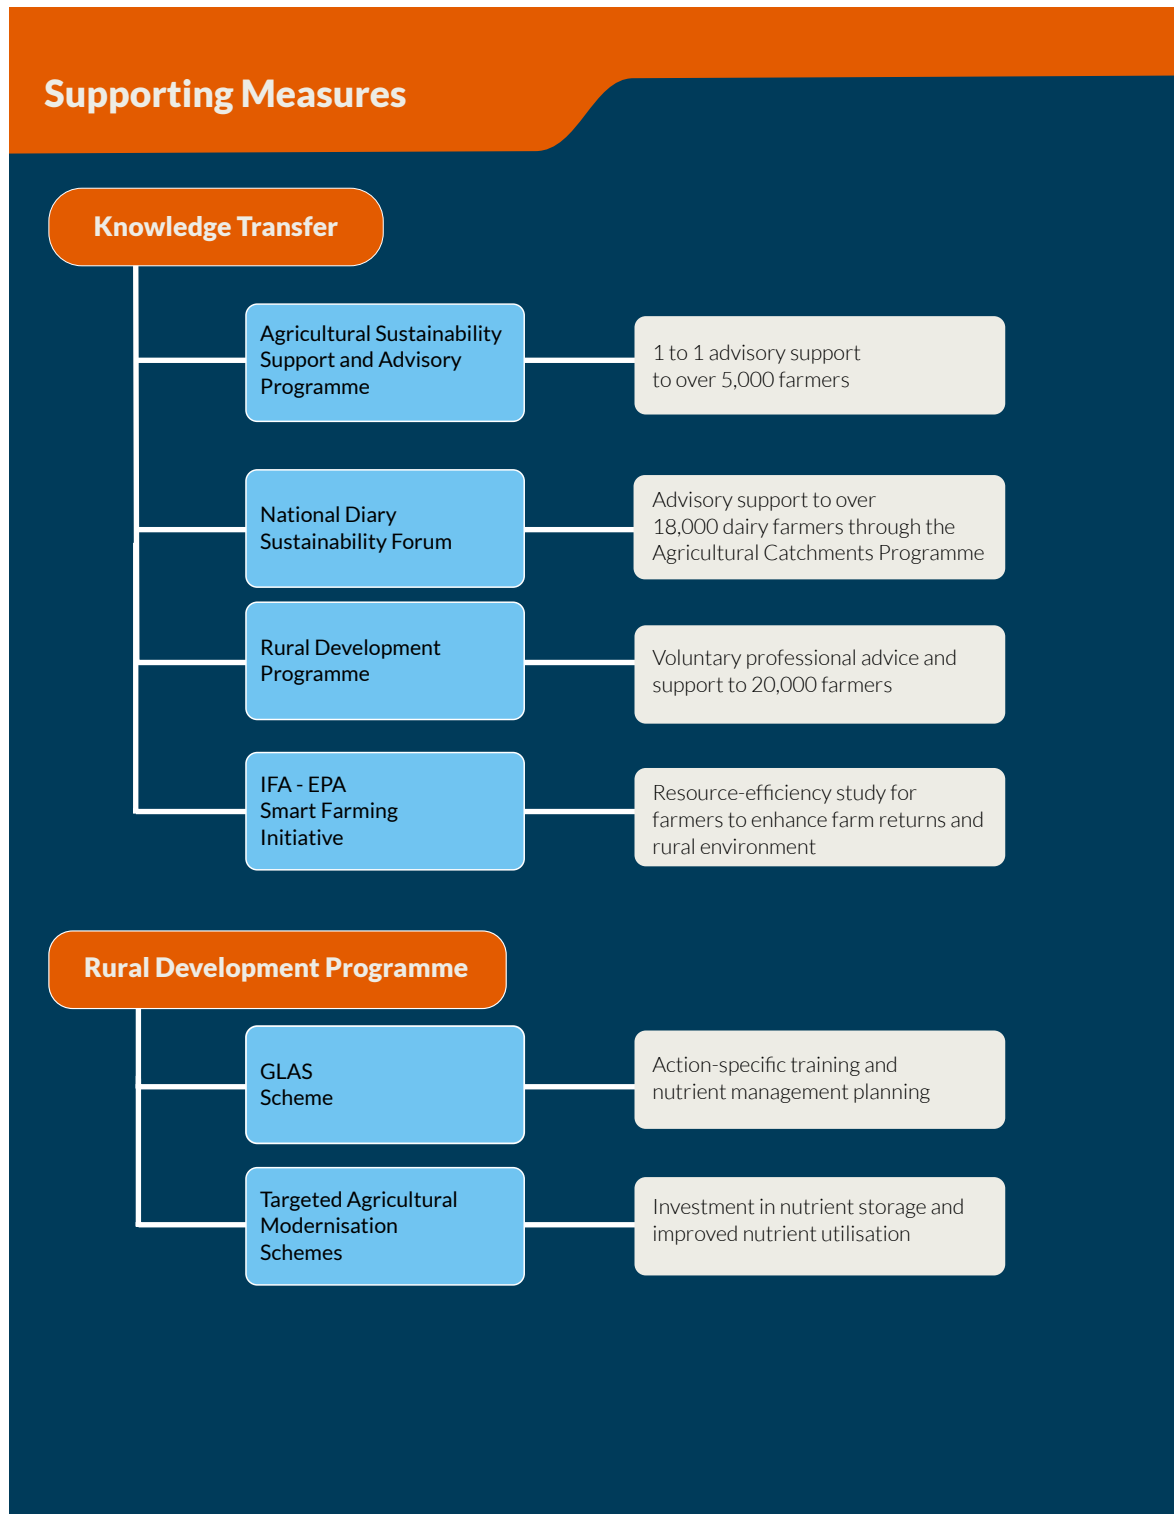 Supporting Measures
Knowledge Transfer
Agricultural Sustainability
Support and Advisory
Programme
1 to 1 advisory support
to over 5,000 farmers
National Diary
Sustainability Forum
Advisory support to over
18,000 dairy farmers through the
Agricultural Catchments Programme
Rural Development
Programme
Voluntary professional advice and
support to 20,000 farmers
IFA - EPA
Smart Farming
Initiative
Resource-efficiency study for
farmers to enhance farm returns and
rural environment
Rural Development Programme
GLAS
Scheme
Action-specific training and
nutrient management planning
Targeted Agricultural
Modernisation
Schemes
Investment in nutrient storage and
improved nutrient utilisation